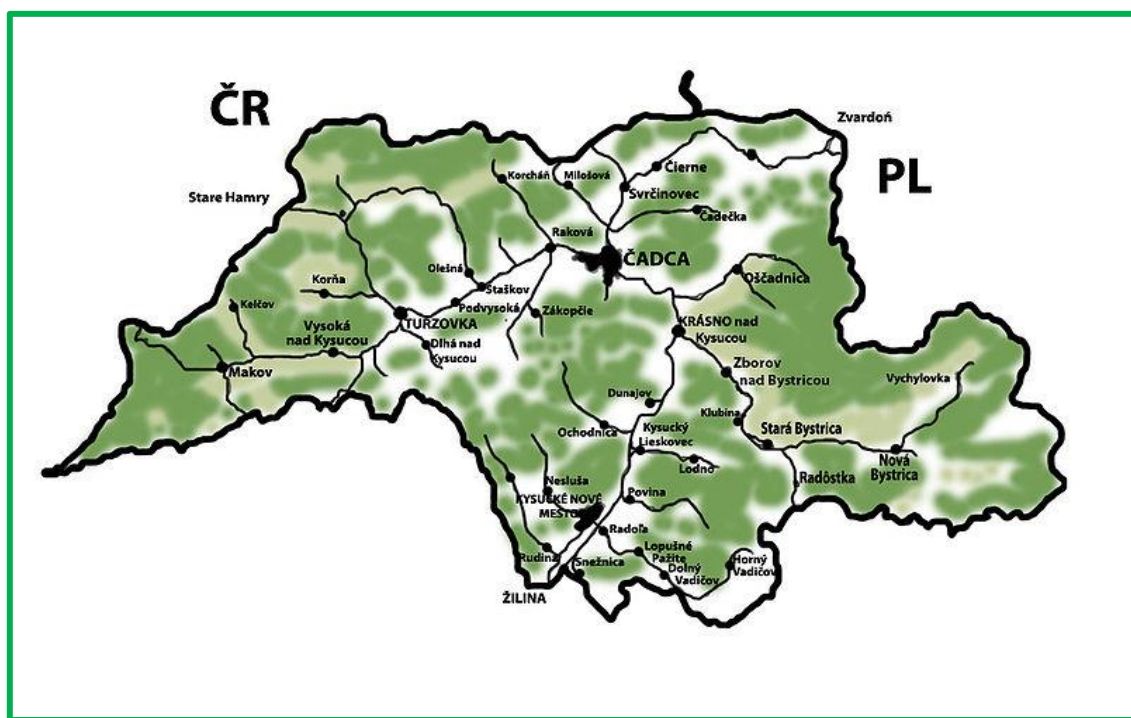 ČR
Zvardoň
PL
Čierne
Korcháň
Milošová
Svrčinovec
Stare Hamry
Čadečka
Raková
ČADCA
Olešná
Oščadnica
Korňa
Staškov
Kelčov
Podvysoká
Zákopčie
Vysoká
nad Kysucou
TURZOVKA
KRÁSNO nad
Kysucou
Dlhá nad
Kysucou
Makov
Zborov
nad Bystricou
Vychylovka
Dunajov
Klubina
Ochodnica
Kysucký
Lieskovec
Stará Bystrica
Lodno
Nová
Bystrica
Radôstka
Nesluša
KYSUCKÉ NOVÉ
MESTO
Povina
Radoľa
Lopušné
Pažite
Rudina
Snežnica
Dolný
Vadičov
Horný
Vadičov
ŽILINA